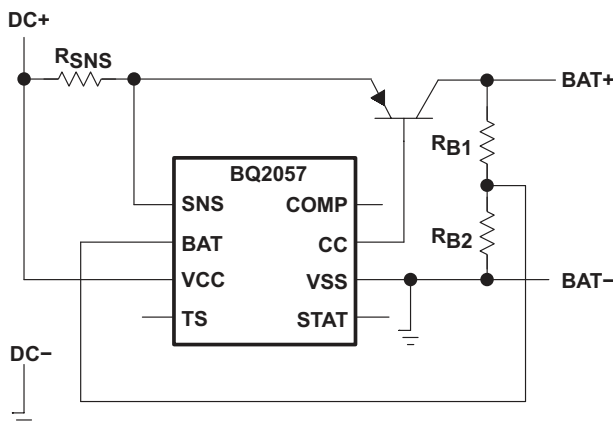 DC+
RSNS
BAT+
RB1
BQ2057
SNS
COMP
BAT
CC
RB2
VCC
VSS
BAT−
TS
STAT
DC−